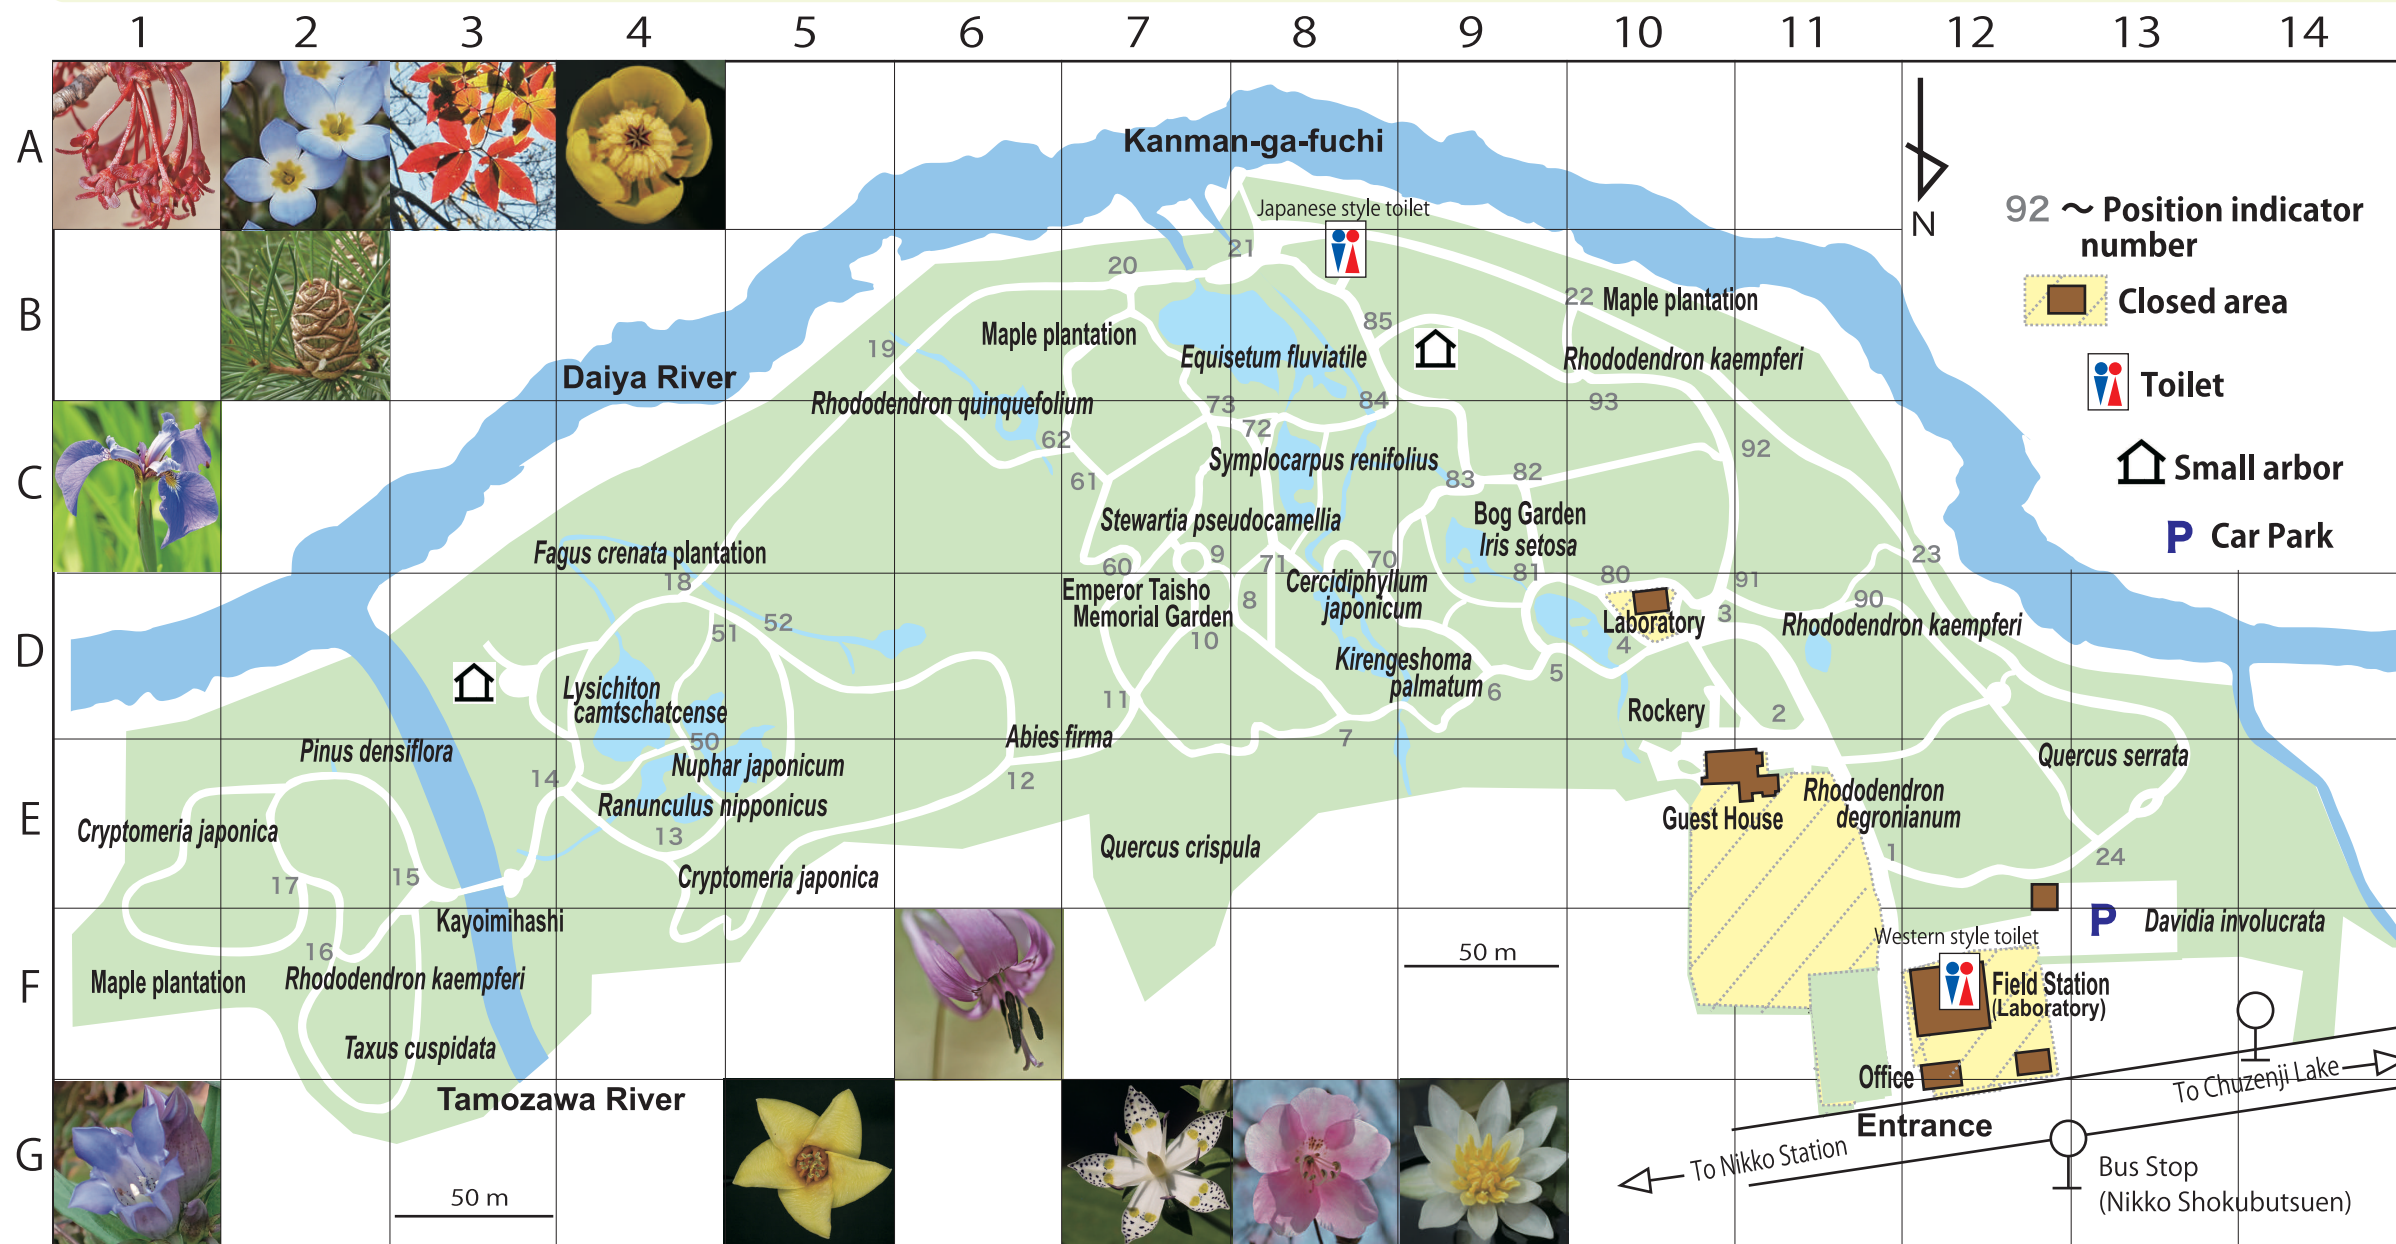 1 2 3 4 5 6 7 8 9 10 11 12 13 14
A
Kanman-ga-fuchi
Japanese style toilet
N
92 ～ Position indicator
number
B
21
20
22 Maple plantation
Closed area
Maple plantation
85
19
Equisetum fluviatile
Rhododendron kaempferi
Daiya River
Toilet
Rhododendron quinquefolium
73
84
93
C
62
72
92
61
Symplocarpus renifolius
83
82
Small arbor
Stewartia pseudocamellia
Bog Garden
Iris setosa
Car Park
P
Fagus crenata plantation
60
9
71
70
81
80
91
23
18
D
Emperor Taisho
Memorial Garden
8
Cercidiphyllum
japonicum
Laboratory
3
90
Rhododendron kaempferi
51
52
10
4
Lysichiton
camtschatcense
Kirengeshoma
palmatum
6
5
11
Rockery
2
Pinus densiflora
50
Abies firma
7
Quercus serrata
E
14
Nuphar japonicum
12
Rhododendron
degronianum
Ranunculus nipponicus
Guest House
Cryptomeria japonica
13
Quercus crispula
1
24
17
15
Cryptomeria japonica
Kayoimihashi
P
Davidia involucrata
F
16
50 m
Western style toilet
Maple plantation
Rhododendron kaempferi
Field Station
(Laboratory)
Taxus cuspidata
Office
To Chuzenji Lake
Tamozawa River
Entrance
G
To Nikko Station
50 m
Bus Stop
(Nikko Shokubutsuen)